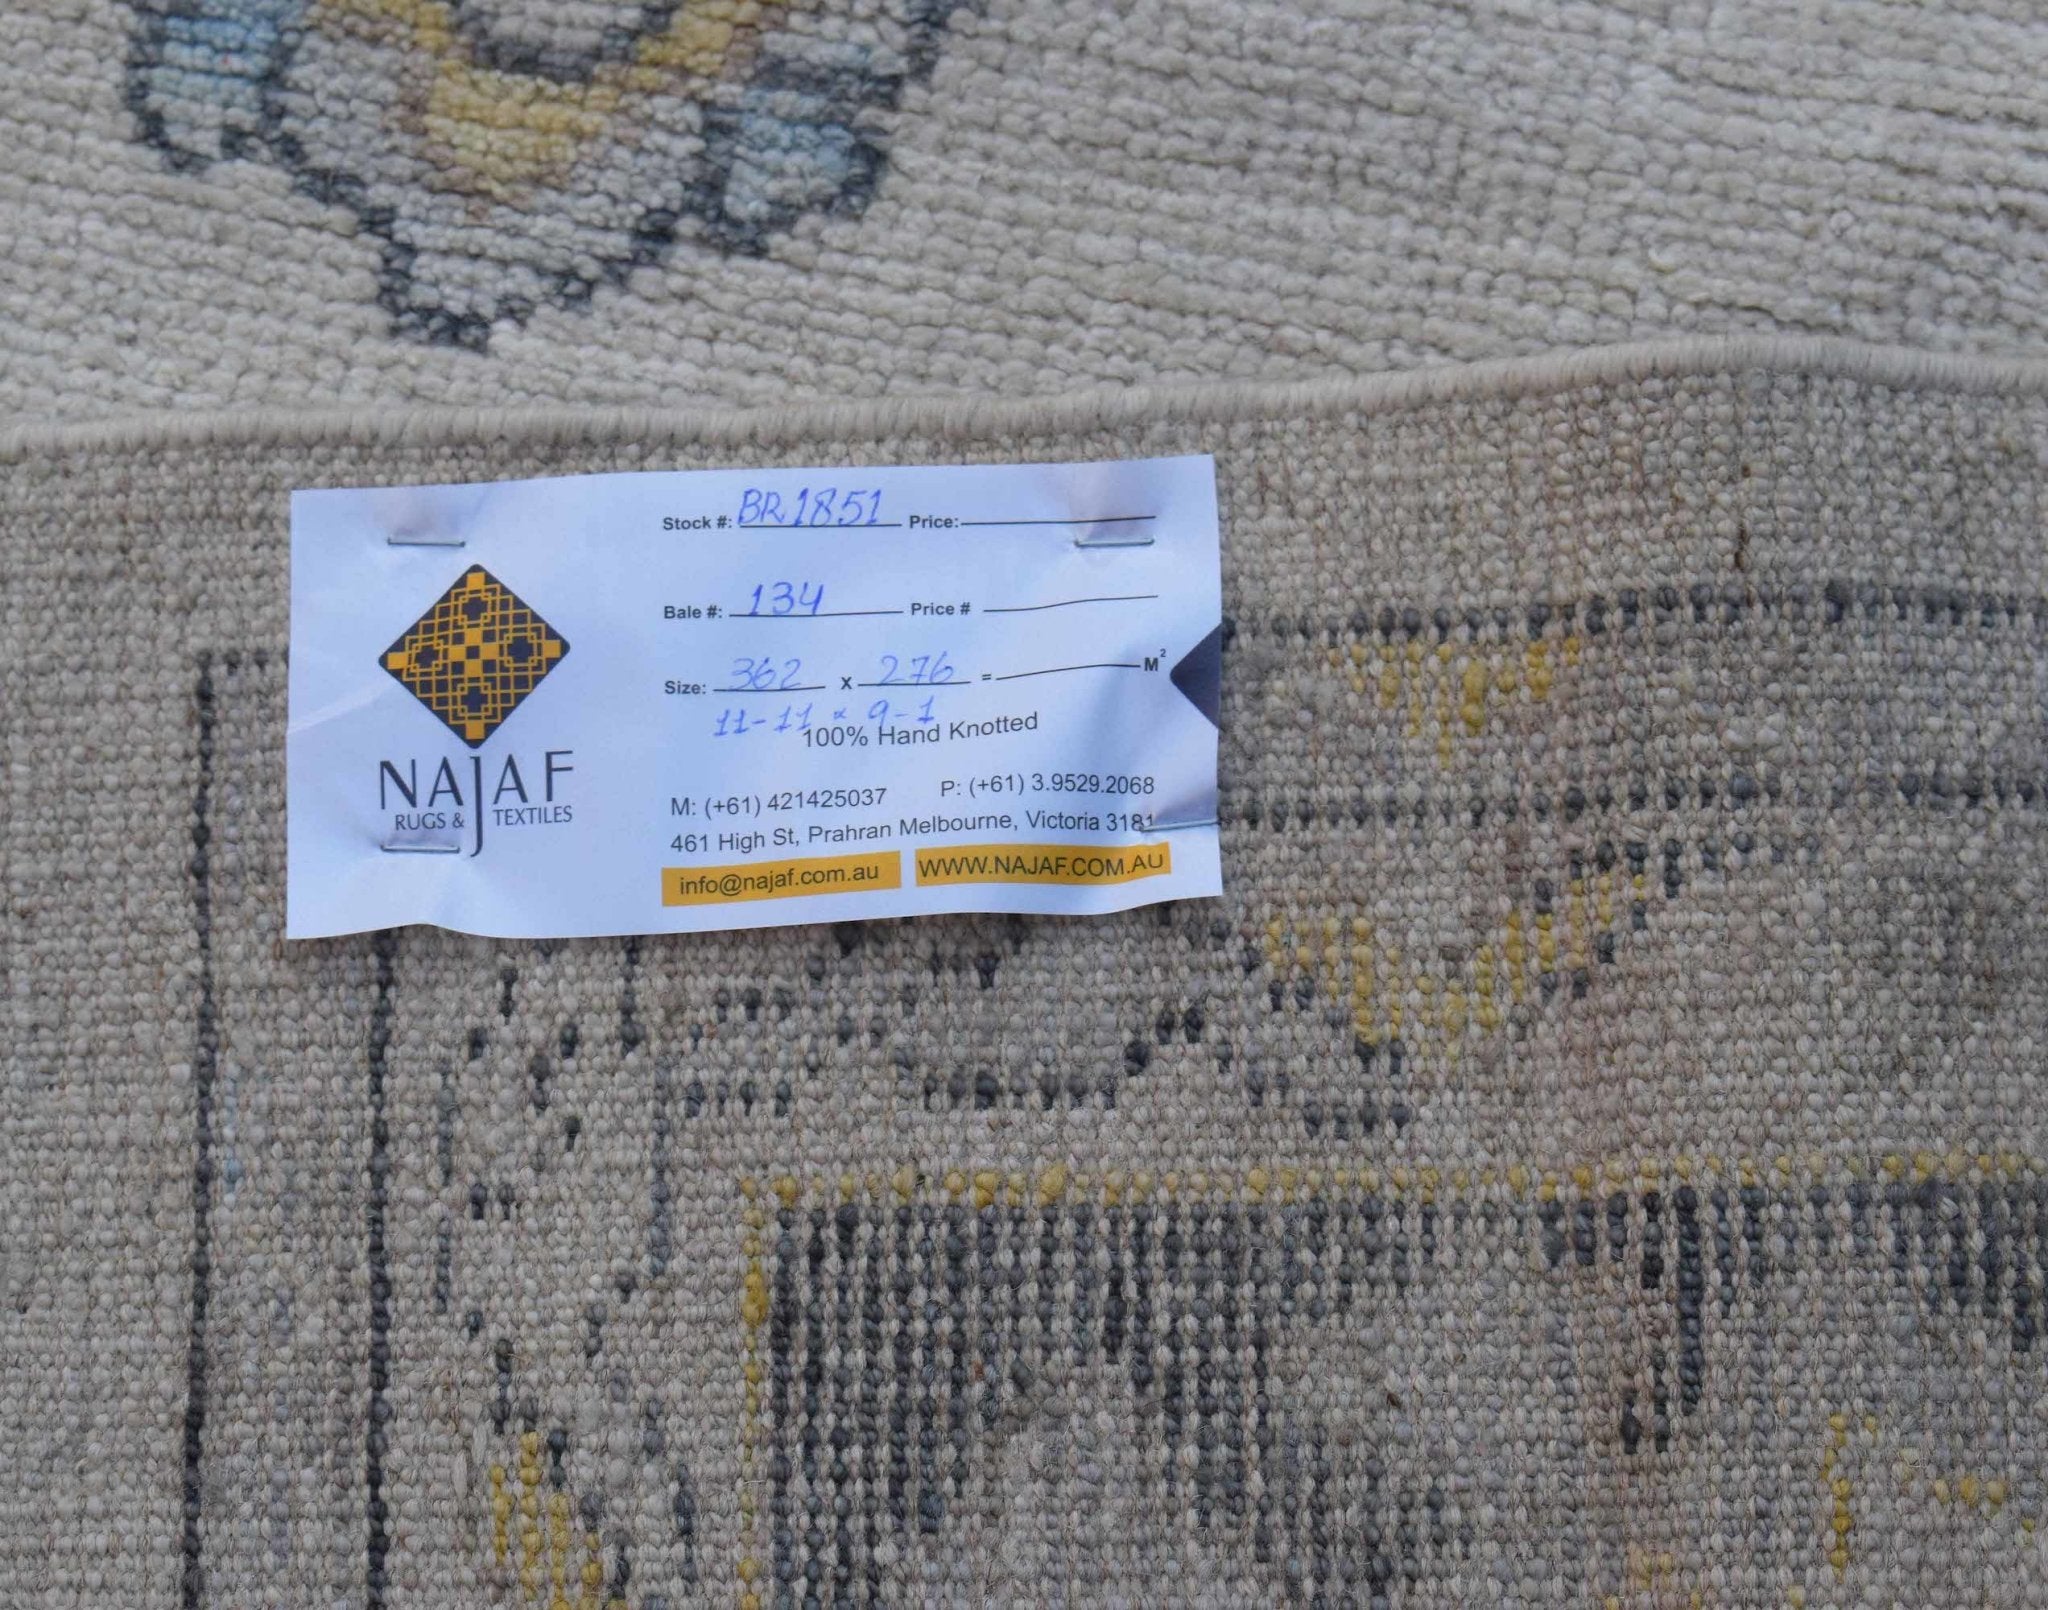 Stock #: BR1851 Price:
Bale #: 134 Price #
Size: 362 x 276 = M²
11-11 x 9-1
100% Hand Knotted
NAJAF
RUGS & TEXTILES
M: (+61) 421425037 P: (+61) 3.9529.2068
461 High St, Prahran Melbourne, Victoria 3181
info@najaf.com.au WWW.NAJAF.COM.AU